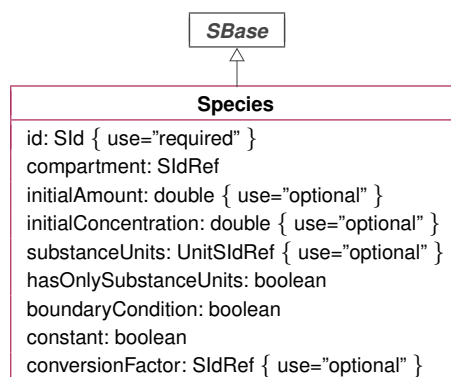 SBase
Species
id: SId { use=”required” }
compartment: SIdRef
initialAmount: double { use=”optional” }
initialConcentration: double { use=”optional” }
substanceUnits: UnitSIdRef { use=”optional” }
hasOnlySubstanceUnits: boolean
boundaryCondition: boolean
constant: boolean
conversionFactor: SIdRef { use=”optional” }